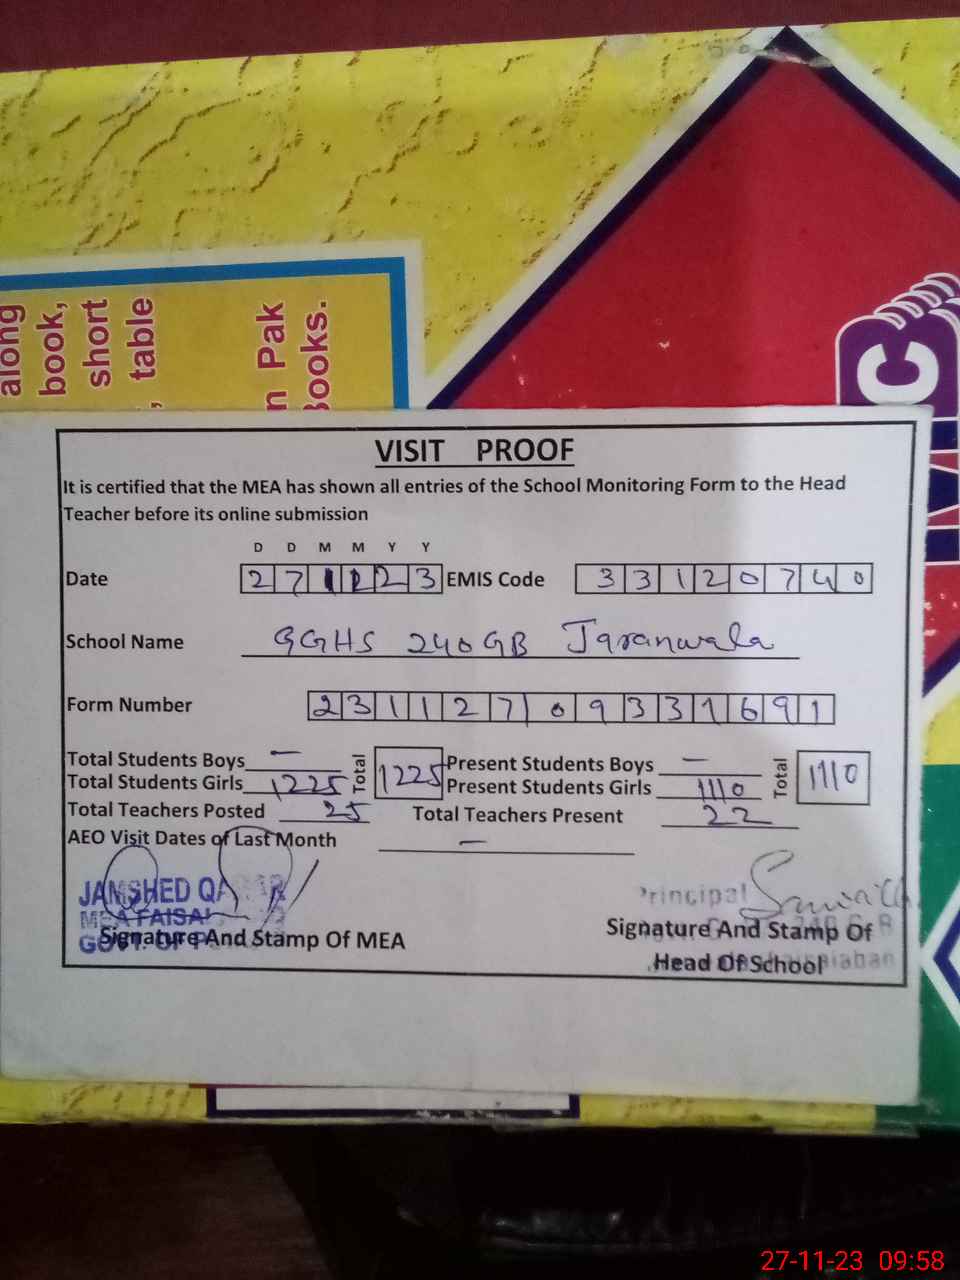 along
book,
short
table
n Pak
Books.
C
VISIT PROOF
It is certified that the MEA has shown all entries of the School Monitoring Form to the Head
Teacher before its online submission
D D M M Y Y
Date 2 7 1 1 2 3 EMIS Code 3 3 1 2 0 7 4 0
School Name GGHS 240 GB Jaranwala
Form Number 2 3 1 1 2 7 0 9 3 3 1 6 9 1
Total Students Boys — Total 1225 Present Students Boys — Total 1110
Total Students Girls 1225 Present Students Girls 1110
Total Teachers Posted 25 Total Teachers Present 22
AEO Visit Dates of Last Month —
JAMSHED Principal
MEA FAISAL
GOVT. OF
Signature And Stamp Of MEA Signature And Stamp Of
Head Of School
27-11-23 09:58